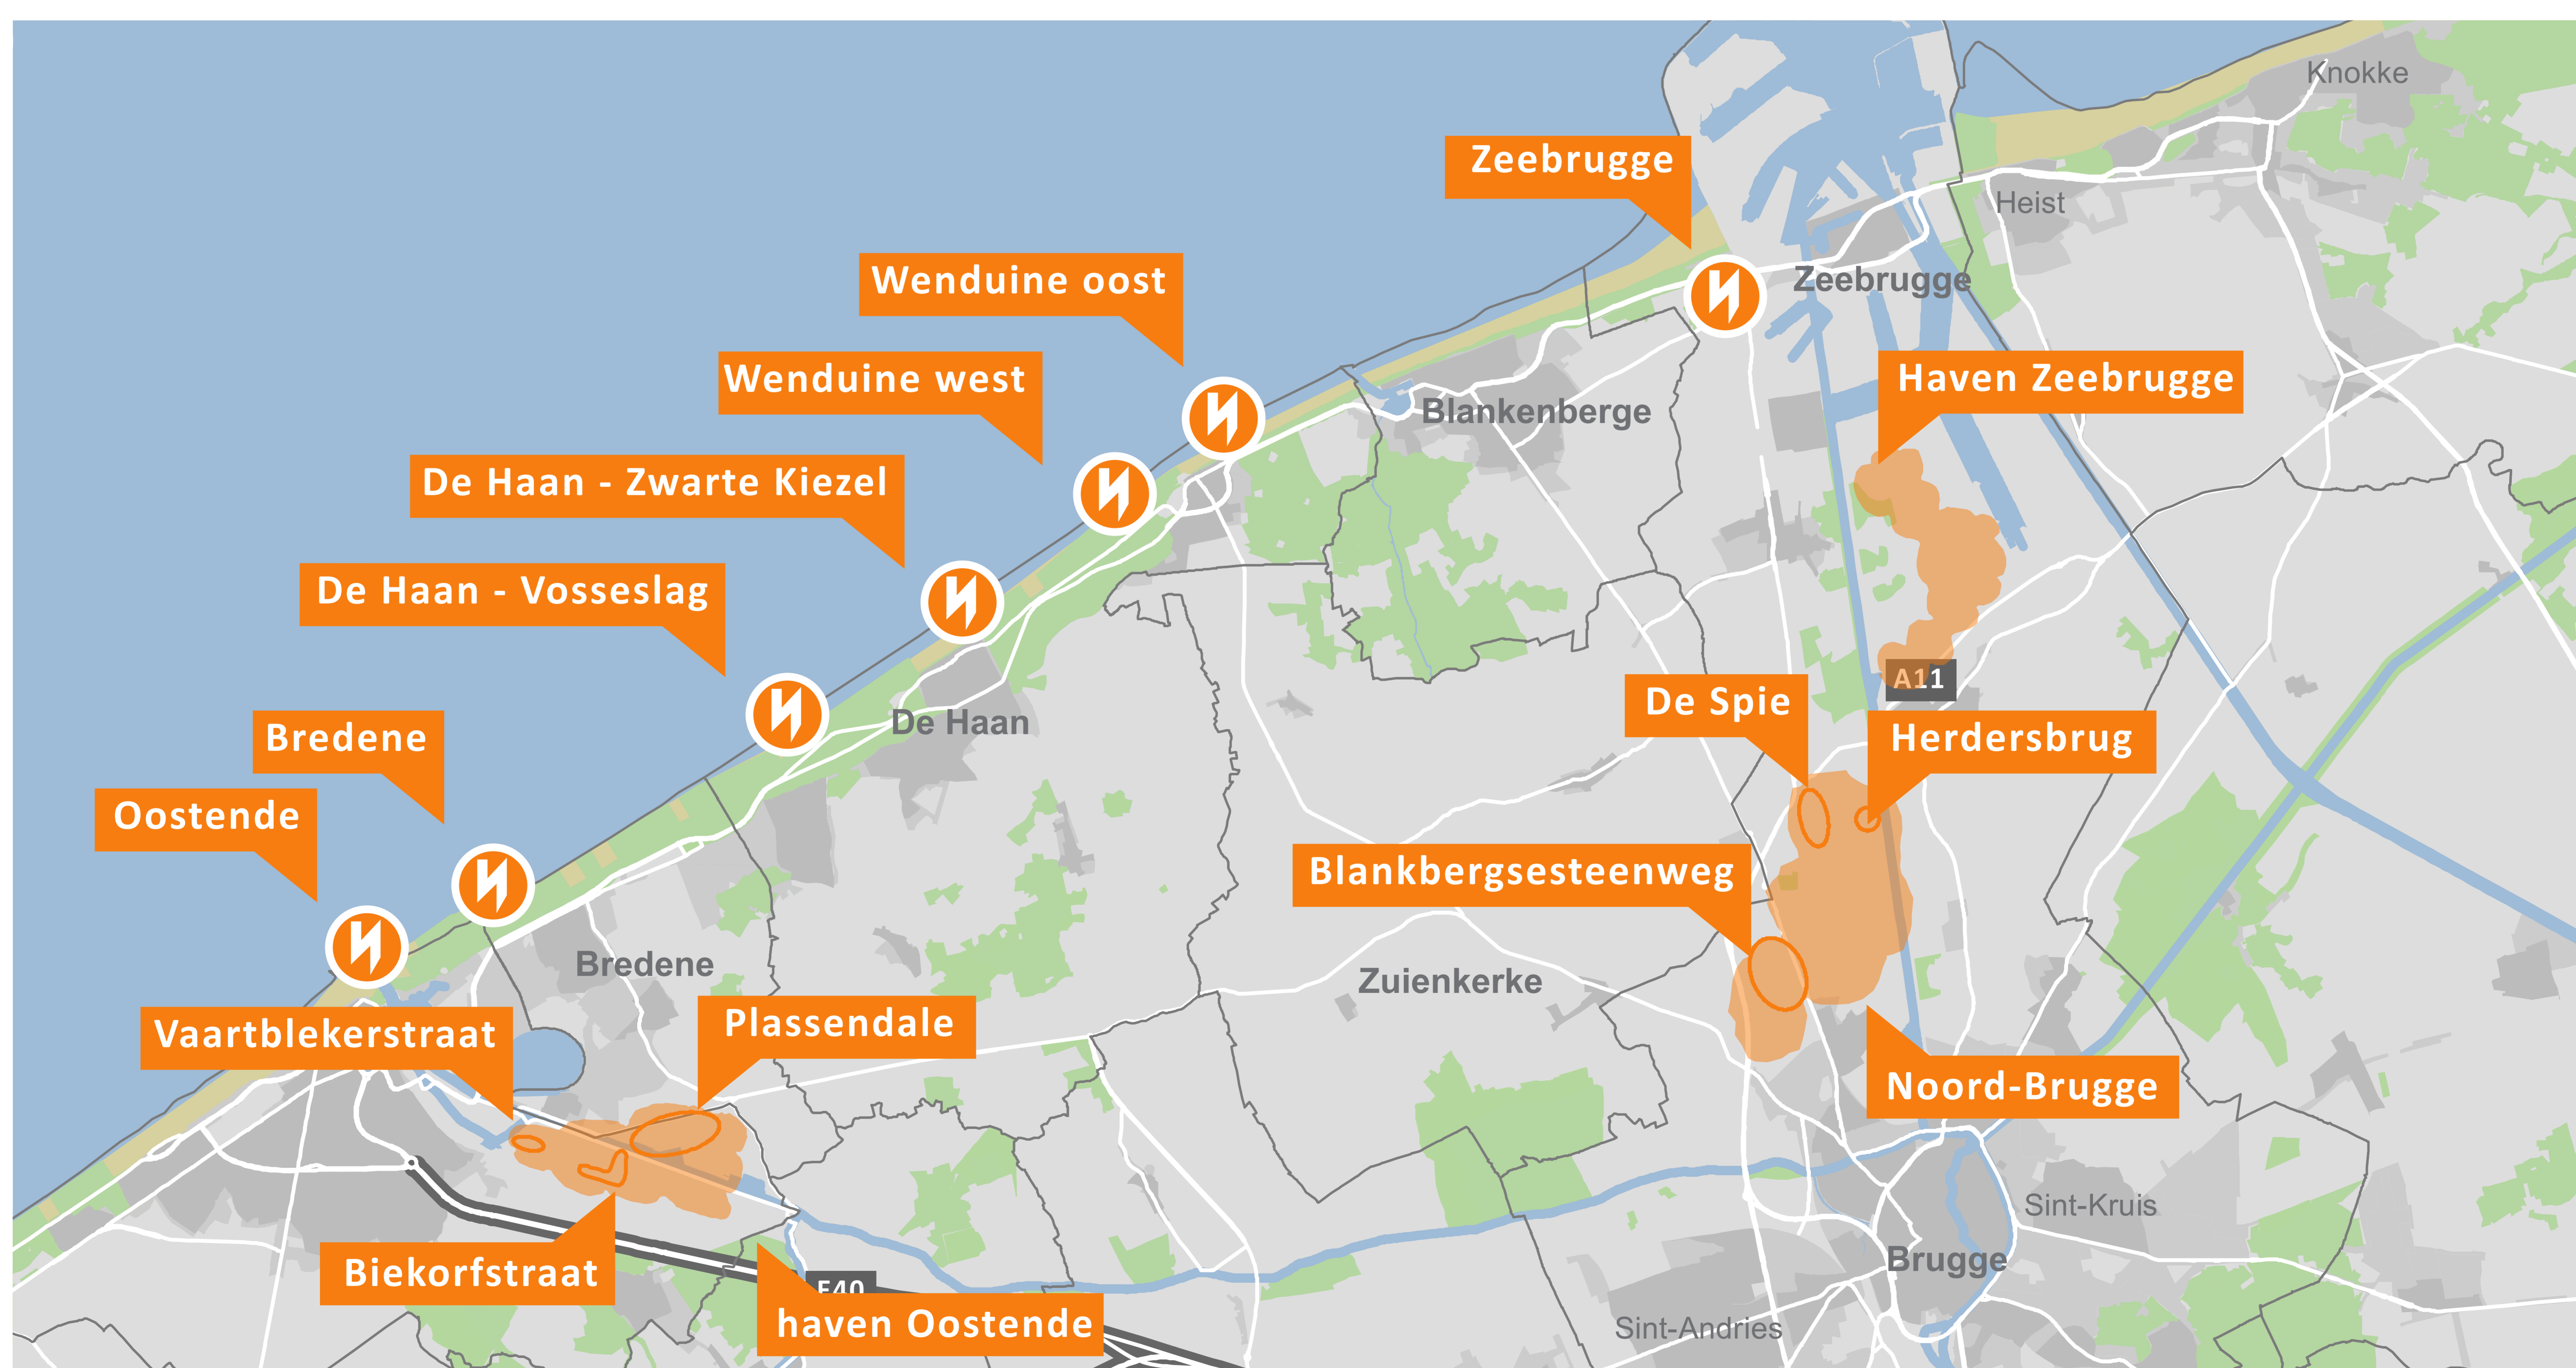 Knokke
Zeebrugge
Heist
Wenduine oost
Zeebrugge
Wenduine west
Haven Zeebrugge
Blankenberge
De Haan - Zwarte Kiezel
De Haan - Vosseslag
A11
De Spie
De Haan
Bredene
Herdersbrug
Oostende
Blankbergsesteenweg
Bredene
Zuienkerke
Plassendale
Vaartblekerstraat
Noord-Brugge
Sint-Kruis
Brugge
Biekorfstraat
E40
haven Oostende
Sint-Andries